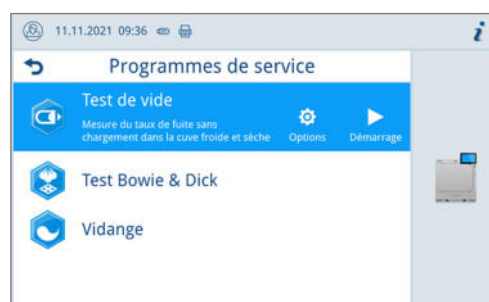 11.11.2021 09:36
i
Programmes de service
Test de vide
Mesure du taux de fuite sans
chargement dans la cuve froide et sèche
Options
Démarrage
Test Bowie & Dick
Vidange